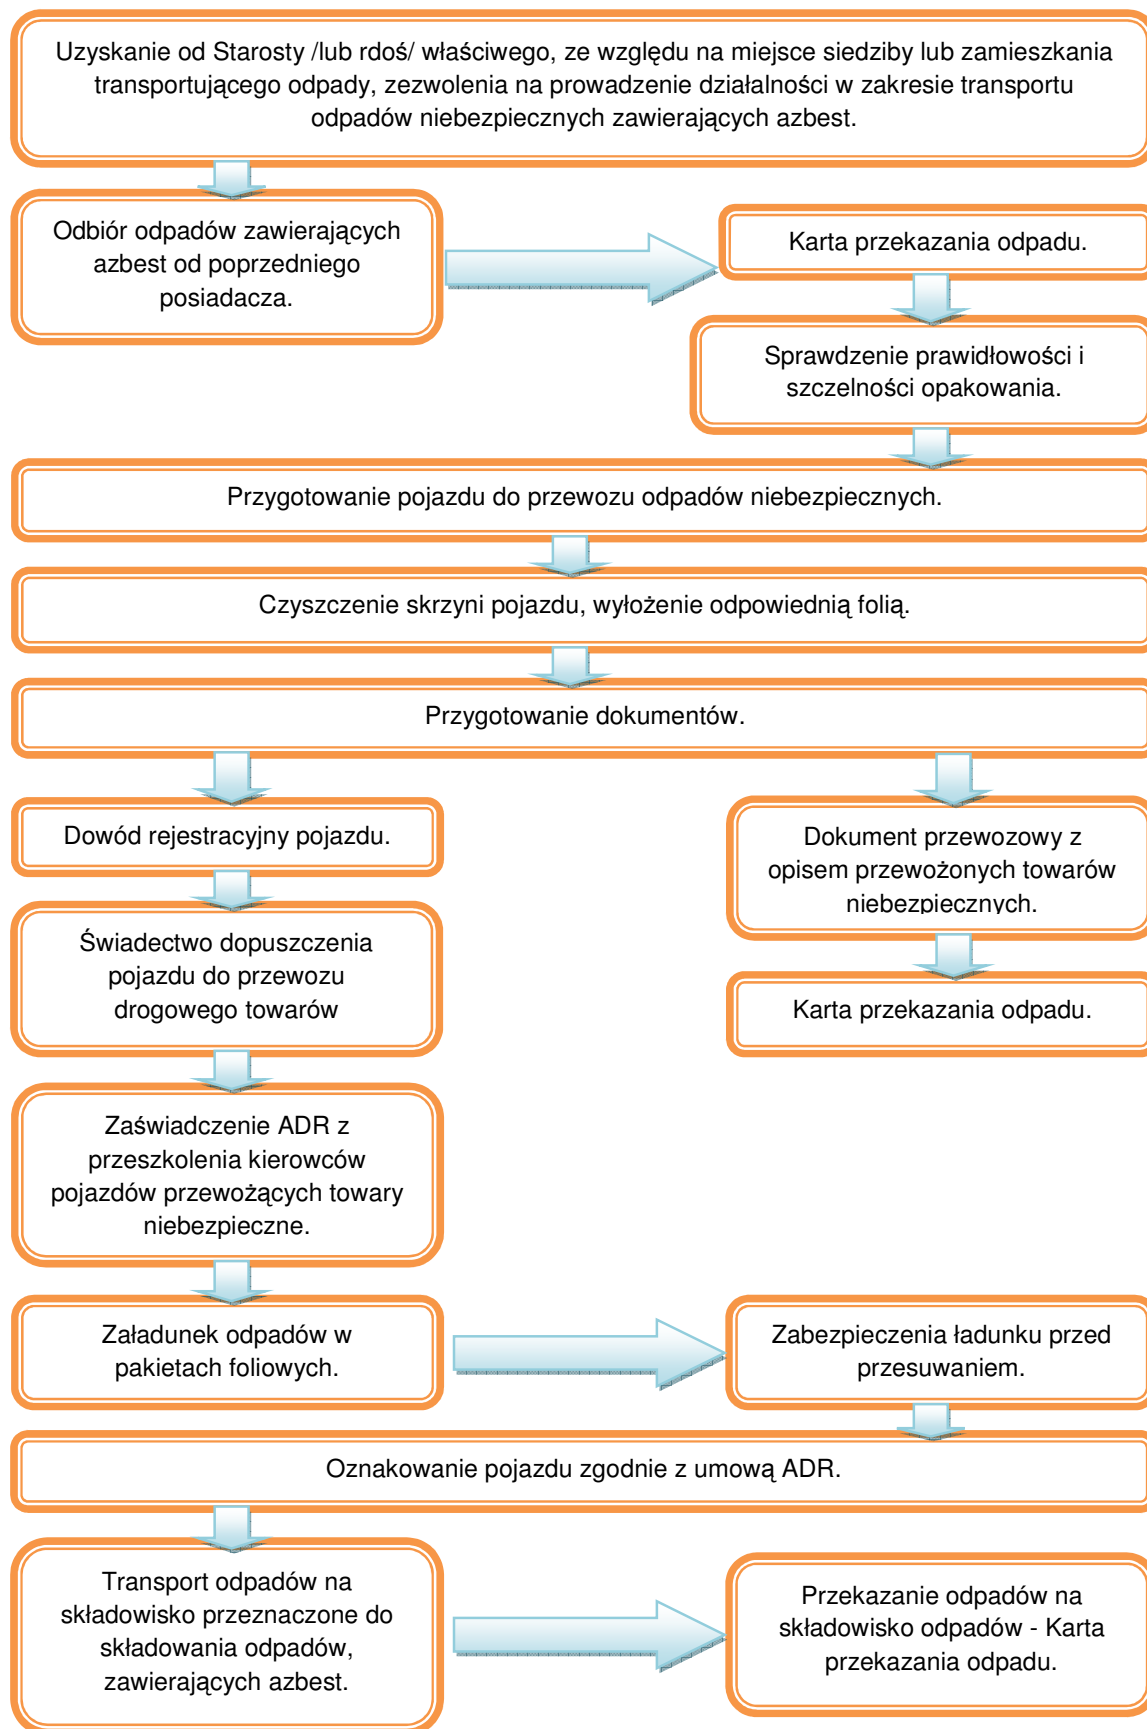 Uzyskanie od Starosty /lub rdoś/ właściwego, ze względu na miejsce siedziby lub zamieszkania
transportującego odpady, zezwolenia na prowadzenie działalności w zakresie transportu
odpadów niebezpiecznych zawierających azbest.
Odbiór odpadów zawierających
azbest od poprzedniego
posiadacza.
Karta przekazania odpadu.
Sprawdzenie prawidłowości i
szczelności opakowania.
Przygotowanie pojazdu do przewozu odpadów niebezpiecznych.
Czyszczenie skrzyni pojazdu, wyłożenie odpowiednią folią.
Przygotowanie dokumentów.
Dowód rejestracyjny pojazdu.
Dokument przewozowy z
opisem przewożonych towarów
niebezpiecznych.
Świadectwo dopuszczenia
pojazdu do przewozu
drogowego towarów
Karta przekazania odpadu.
Zaświadczenie ADR z
przeszkolenia kierowców
pojazdów przewożących towary
niebezpieczne.
Załadunek odpadów w
pakietach foliowych.
Zabezpieczenia ładunku przed
przesuwaniem.
Oznakowanie pojazdu zgodnie z umową ADR.
Transport odpadów na
składowisko przeznaczone do
składowania odpadów,
zawierających azbest.
Przekazanie odpadów na
składowisko odpadów - Karta
przekazania odpadu.